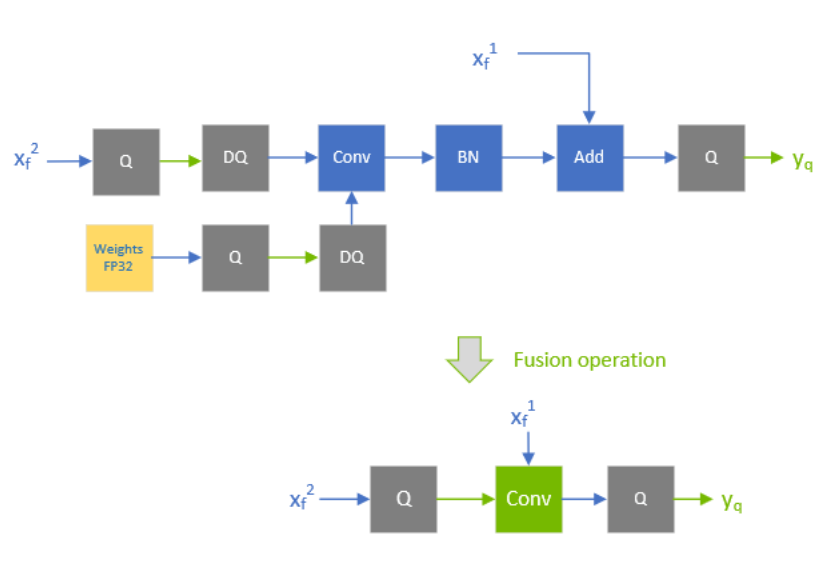 x_f^1
x_f^2
Q
DQ
Conv
BN
Add
Q
y_q
Weights
FP32
Q
DQ
Fusion operation
x_f^1
x_f^2
Q
Conv
Q
y_q